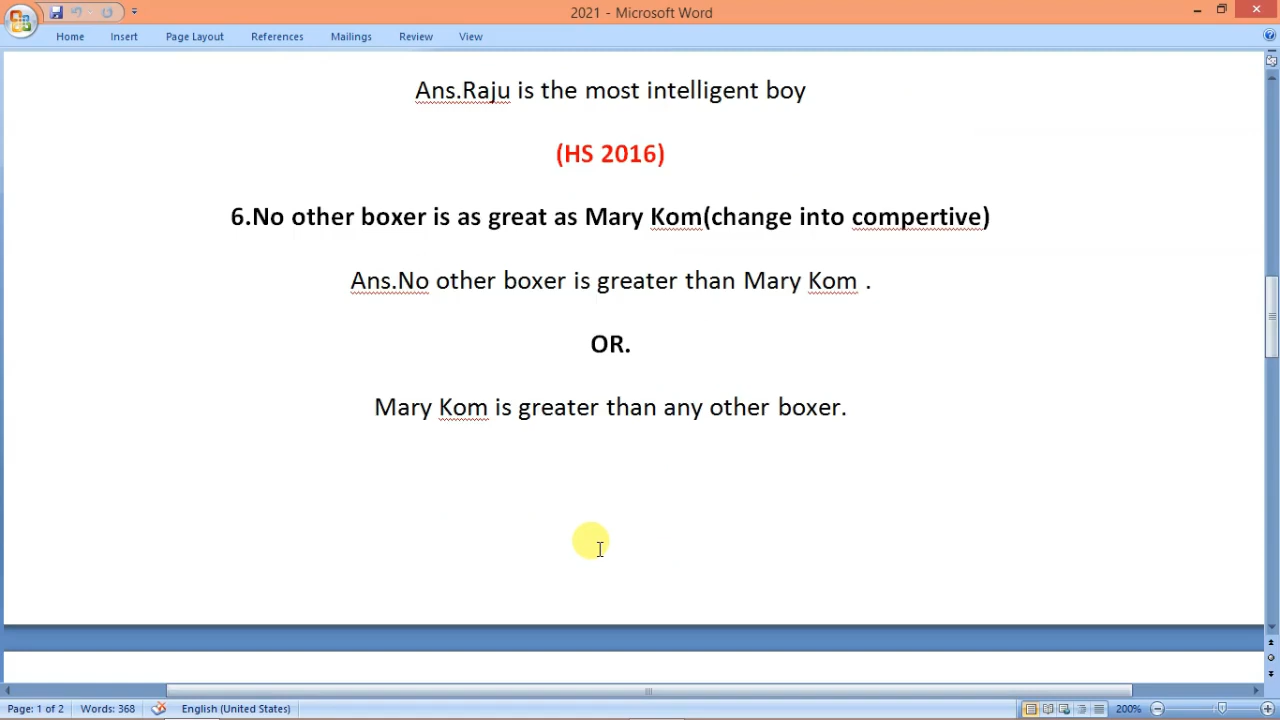 2021 - Microsoft Word
Home Insert Page Layout References Mailings Review View
Ans.Raju is the most intelligent boy
(HS 2016)
6.No other boxer is as great as Mary Kom(change into compertive)
Ans.No other boxer is greater than Mary Kom .
OR.
Mary Kom is greater than any other boxer.
Page: 1 of 2 Words: 368 English (United States) 200%